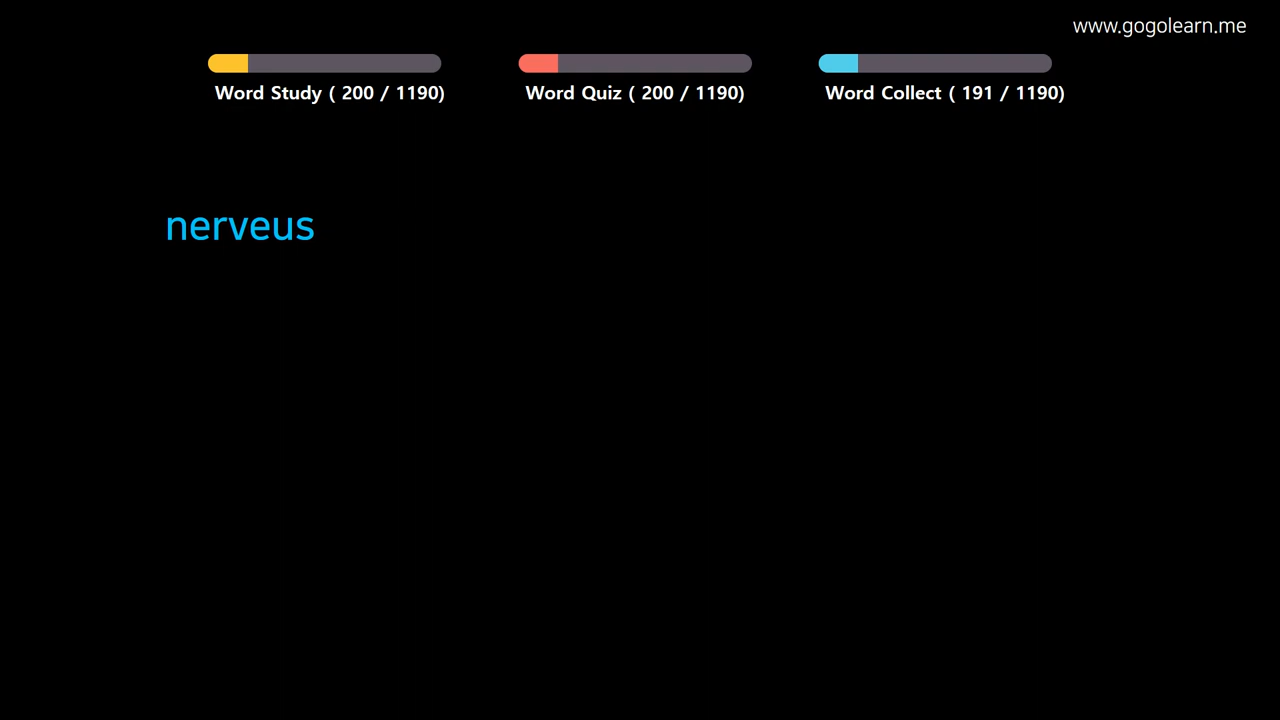 www.gogolearn.me
Word Study ( 200 / 1190)
Word Quiz ( 200 / 1190)
Word Collect ( 191 / 1190)
nerveus